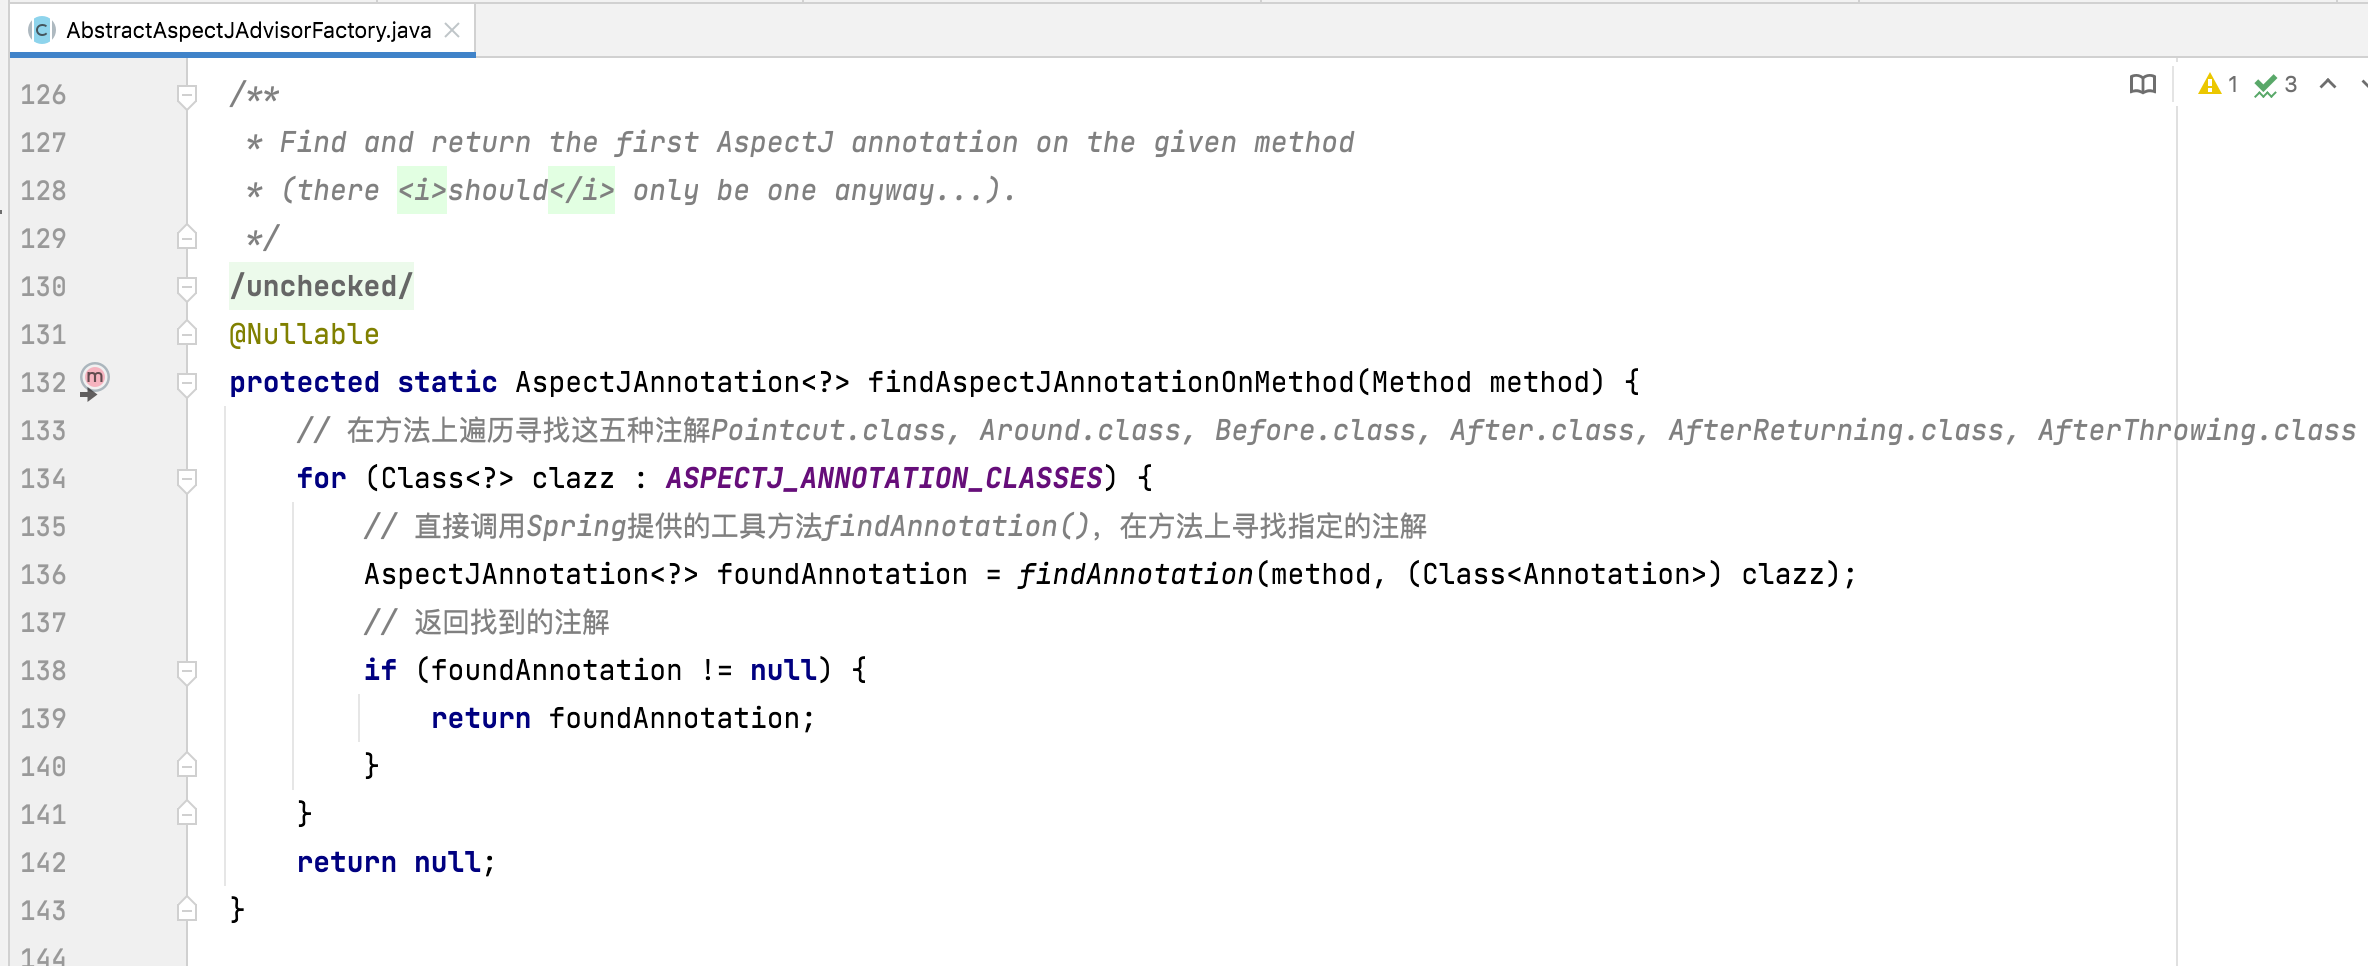 AbstractAspectJAdvisorFactory.java
1 3
126 /**
127 * Find and return the first AspectJ annotation on the given method
128 * (there <i>should</i> only be one anyway...).
129 */
130 /unchecked/
131 @Nullable
132 protected static AspectJAnnotation<?> findAspectJAnnotationOnMethod(Method method) {
133 // 在方法上遍历寻找这五种注解Pointcut.class, Around.class, Before.class, After.class, AfterReturning.class, AfterThrowing.class
134 for (Class<?> clazz : ASPECTJ_ANNOTATION_CLASSES) {
135 // 直接调用Spring提供的工具方法findAnnotation()，在方法上寻找指定的注解
136 AspectJAnnotation<?> foundAnnotation = findAnnotation(method, (Class<Annotation>) clazz);
137 // 返回找到的注解
138 if (foundAnnotation != null) {
139 return foundAnnotation;
140 }
141 }
142 return null;
143 }
144